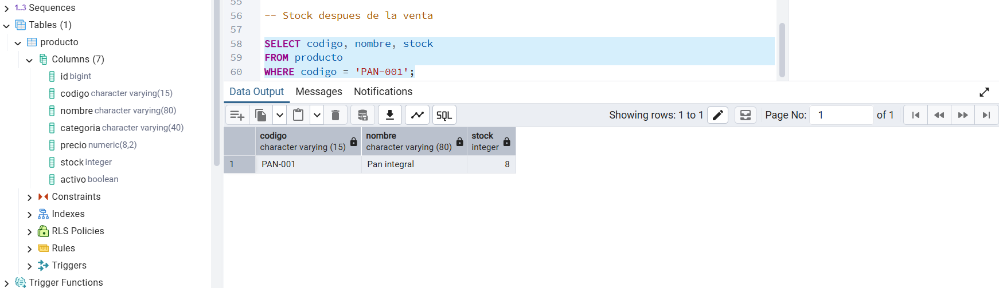 1..3 Sequences
Tables (1)
producto
Columns (7)
id bigint
codigo character varying(15)
nombre character varying(80)
categoria character varying(40)
precio numeric(8,2)
stock integer
activo boolean
Constraints
Indexes
RLS Policies
Rules
Triggers
Trigger Functions
55
56 -- Stock despues de la venta
57
58 SELECT codigo, nombre, stock
59 FROM producto
60 WHERE codigo = 'PAN-001';
Data Output Messages Notifications
SQL Showing rows: 1 to 1 Page No: 1 of 1
codigo nombre stock
character varying (15) character varying (80) integer
1 PAN-001 Pan integral 8